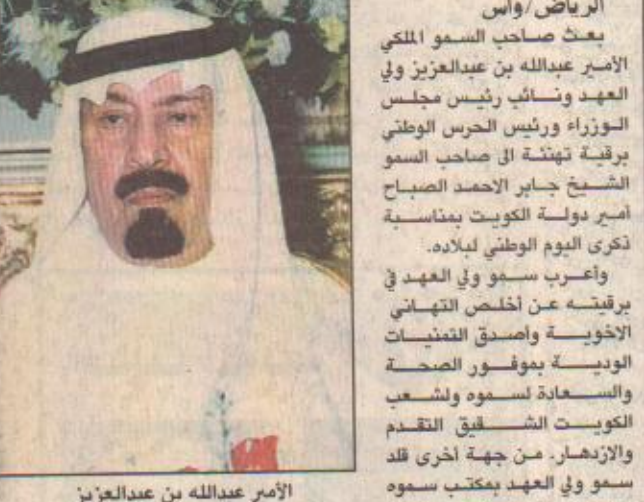 الرياض/واس
بعث صاحب السمو الملكي
الأمير عبدالله بن عبدالعزيز ولي
العهد ونائب رئيس مجلس
الوزراء ورئيس الحرس الوطني
برقية تهنئة الى صاحب السمو
الشيخ جابر الاحمد الصباح
أمير دولة الكويت بمناسبة
ذكرى اليوم الوطني لبلاده.
وأعرب سمو ولي العهد في
برقيته عن أخلص التهاني
الاخوية وأصدق التمنيات
الودية بموفور الصحة
والسعادة لسموه ولشعب
الكويت الشقيق التقدم
والازدهار. من جهة أخرى قلد
سمو ولي العهد بمكتب سموه
الأمير عبدالله بن عبدالعزيز